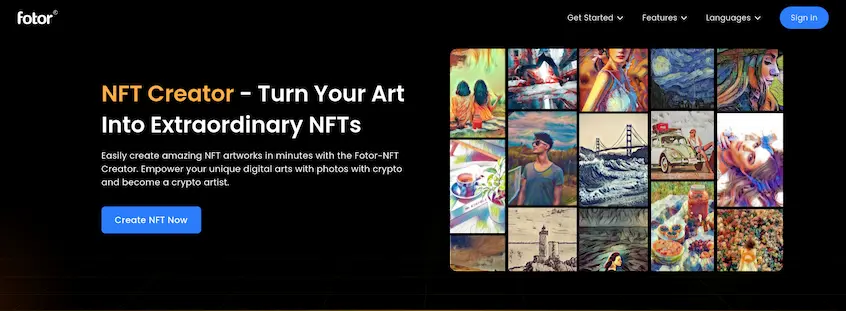 fotor®
Get Started
Features
Languages
Sign in
NFT Creator - Turn Your Art
Into Extraordinary NFTs
Easily create amazing NFT artworks in minutes with the Fotor-NFT
Creator. Empower your unique digital arts with photos with crypto
and become a crypto artist.
Create NFT Now